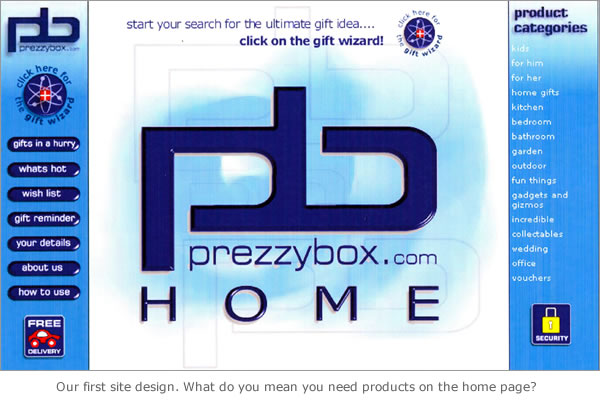 pb
prezzybox.com
click here for
the gift wizard
gifts in a hurry
whats hot
wish list
gift reminder
your details
about us
how to use
FREE
DELIVERY
start your search for the ultimate gift idea....
click on the gift wizard!
click here for
the gift wizard
pb
prezzybox.com
HOME
product
categories
kids
for him
for her
home gifts
kitchen
bedroom
bathroom
garden
outdoor
fun things
gadgets and
gizmos
incredible
collectables
wedding
office
vouchers
SECURITY
Our first site design. What do you mean you need products on the home page?